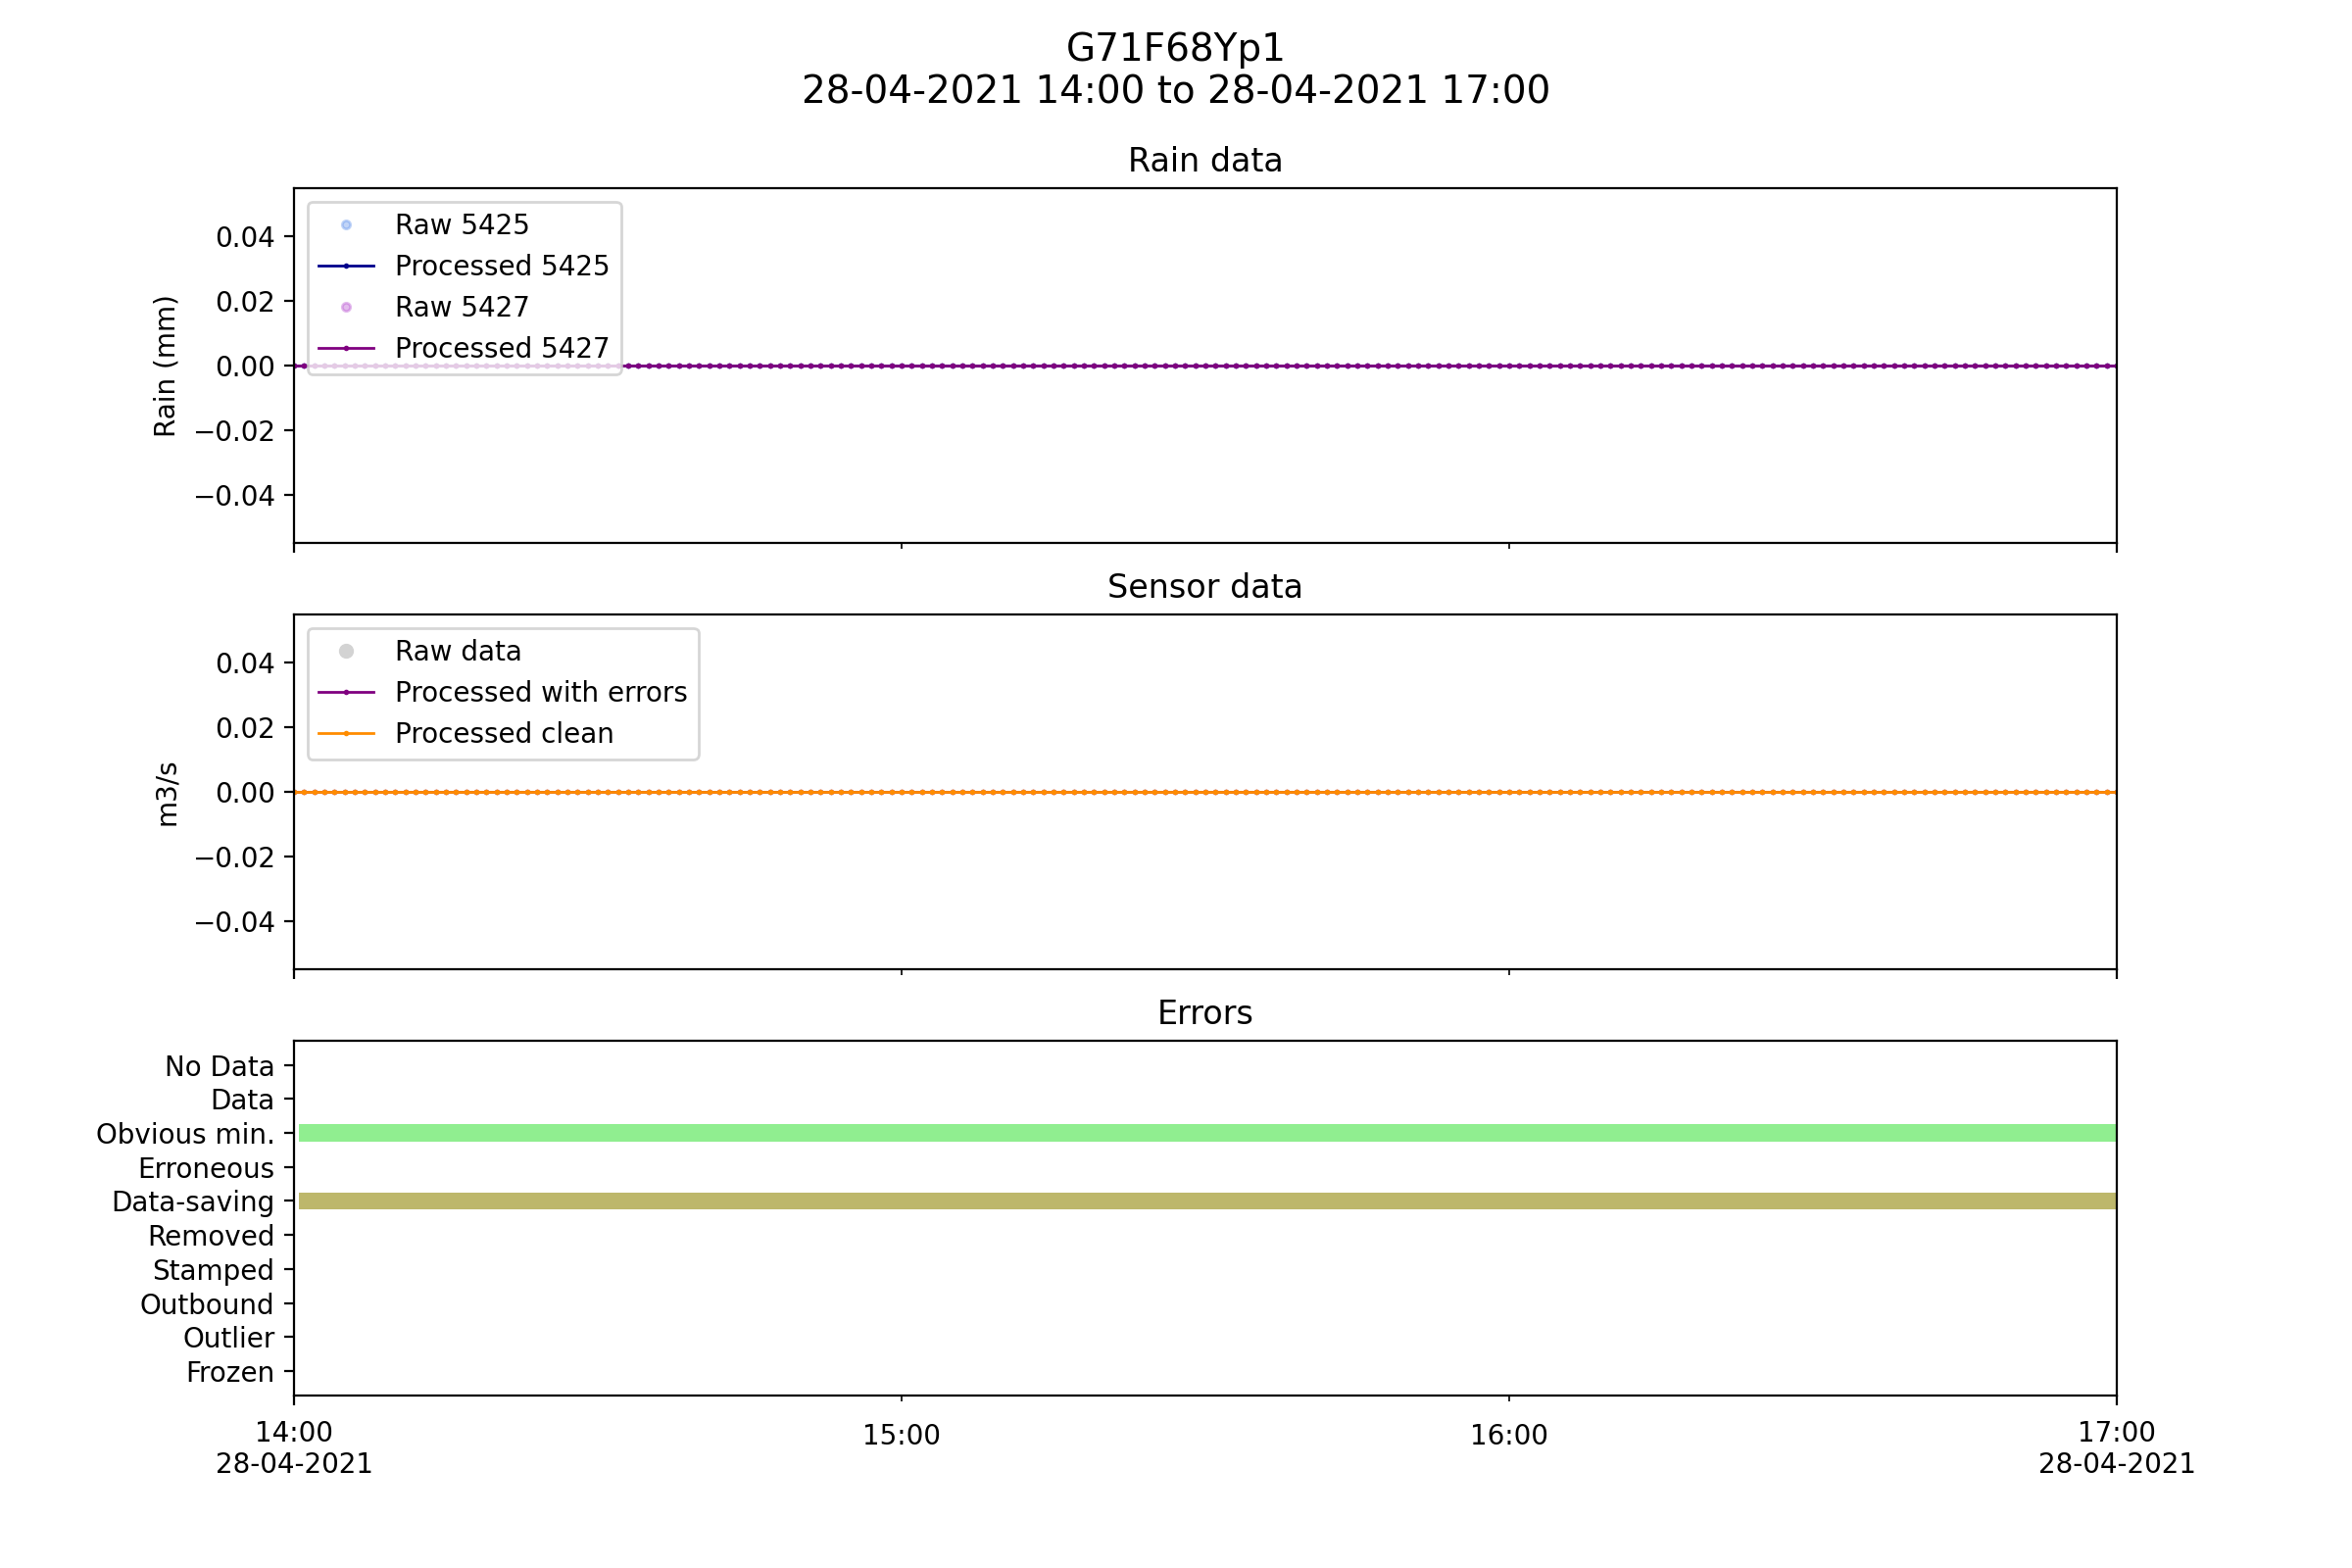 G71F68Yp1
28-04-2021 14:00 to 28-04-2021 17:00
Rain data
Rain (mm)
0.04
0.02
0.00
−0.02
−0.04
Raw 5425
Processed 5425
Raw 5427
Processed 5427
Sensor data
m3/s
0.04
0.02
0.00
−0.02
−0.04
Raw data
Processed with errors
Processed clean
Errors
No Data
Data
Obvious min.
Erroneous
Data-saving
Removed
Stamped
Outbound
Outlier
Frozen
14:00 15:00 16:00 17:00
28-04-2021 28-04-2021